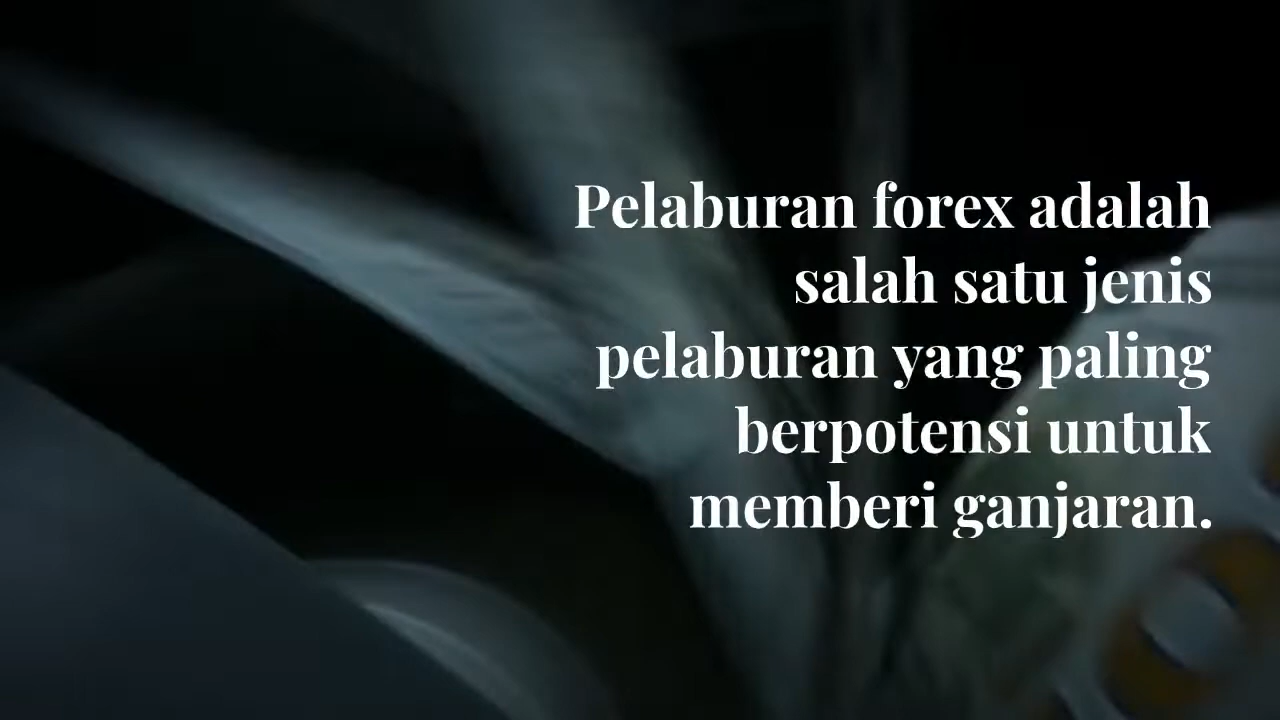 Pelaburan forex adalah
salah satu jenis
pelaburan yang paling
berpotensi untuk
memberi ganjaran.